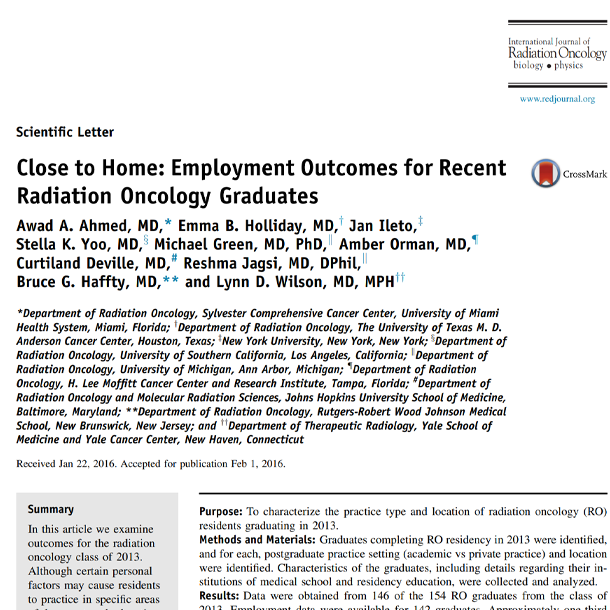 International Journal of
Radiation Oncology
biology • physics
www.redjournal.org
Scientific Letter
Close to Home: Employment Outcomes for Recent
Radiation Oncology Graduates
CrossMark
Awad A. Ahmed, MD,* Emma B. Holliday, MD,† Jan Ileto,‡
Stella K. Yoo, MD,§ Michael Green, MD, PhD,‖ Amber Orman, MD,¶
Curtiland Deville, MD,# Reshma Jagsi, MD, DPhil,‖
Bruce G. Haffty, MD,** and Lynn D. Wilson, MD, MPH††
*Department of Radiation Oncology, Sylvester Comprehensive Cancer Center, University of Miami
Health System, Miami, Florida; †Department of Radiation Oncology, The University of Texas M. D.
Anderson Cancer Center, Houston, Texas; ‡New York University, New York, New York; §Department of
Radiation Oncology, University of Southern California, Los Angeles, California; ‖Department of
Radiation Oncology, University of Michigan, Ann Arbor, Michigan; ¶Department of Radiation
Oncology, H. Lee Moffitt Cancer Center and Research Institute, Tampa, Florida; #Department of
Radiation Oncology and Molecular Radiation Sciences, Johns Hopkins University School of Medicine,
Baltimore, Maryland; **Department of Radiation Oncology, Rutgers-Robert Wood Johnson Medical
School, New Brunswick, New Jersey; and ††Department of Therapeutic Radiology, Yale School of
Medicine and Yale Cancer Center, New Haven, Connecticut
Received Jan 22, 2016. Accepted for publication Feb 1, 2016.
Summary
In this article we examine
outcomes for the radiation
oncology class of 2013.
Although certain personal
factors may cause residents
to practice in specific areas
Purpose: To characterize the practice type and location of radiation oncology (RO)
residents graduating in 2013.
Methods and Materials: Graduates completing RO residency in 2013 were identified,
and for each, postgraduate practice setting (academic vs private practice) and location
were identified. Characteristics of the graduates, including details regarding their in-
stitutions of medical school and residency education, were collected and analyzed.
Results: Data were obtained from 146 of the 154 RO graduates from the class of
2013. Employment data were available for 142 graduates. Approximately one-third